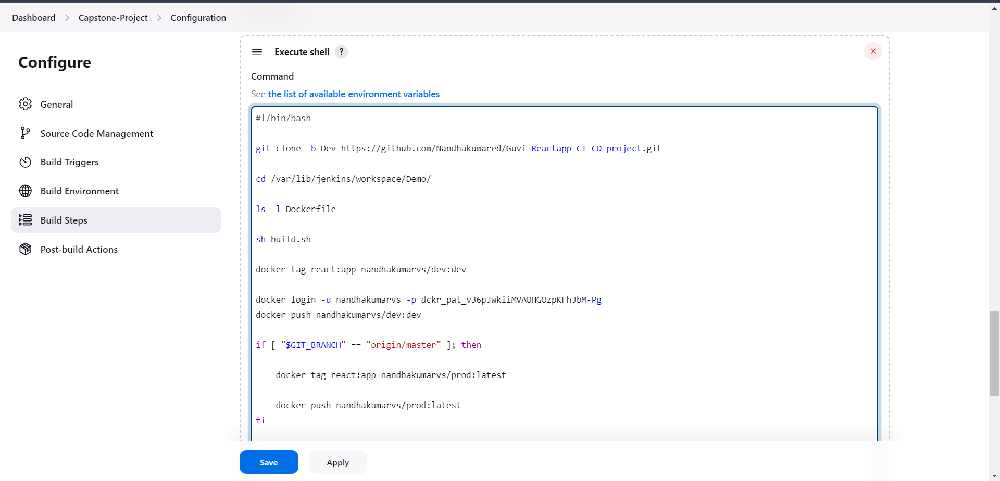 Dashboard > Capstone-Project > Configuration
Configure
General
Source Code Management
Build Triggers
Build Environment
Build Steps
Post-build Actions
Execute shell ?
Command
See the list of available environment variables
#!/bin/bash
git clone -b Dev https://github.com/Nandhakumared/Guvi-Reactapp-CI-CD-project.git
cd /var/lib/jenkins/workspace/Demo/
ls -l Dockerfile
sh build.sh
docker tag react:app nandhakumarvs/dev:dev
docker login -u nandhakumarvs -p dckr_pat_v36pJwkiiMVAOHGOzpKFhJbM-Pg
docker push nandhakumarvs/dev:dev
if [ "$GIT_BRANCH" == "origin/master" ]; then
    docker tag react:app nandhakumarvs/prod:latest
    docker push nandhakumarvs/prod:latest
fi
Save
Apply